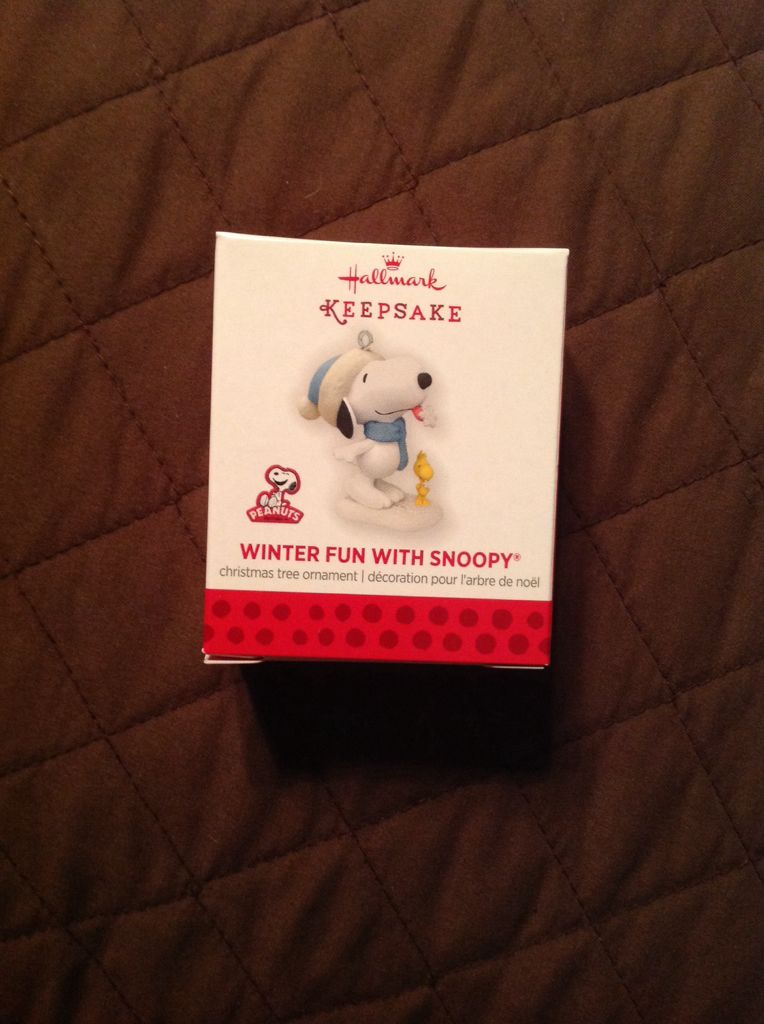 Hallmark
KEEPSAKE
PEANUTS
WINTER FUN WITH SNOOPY®
christmas tree ornament | décoration pour l'arbre de noël